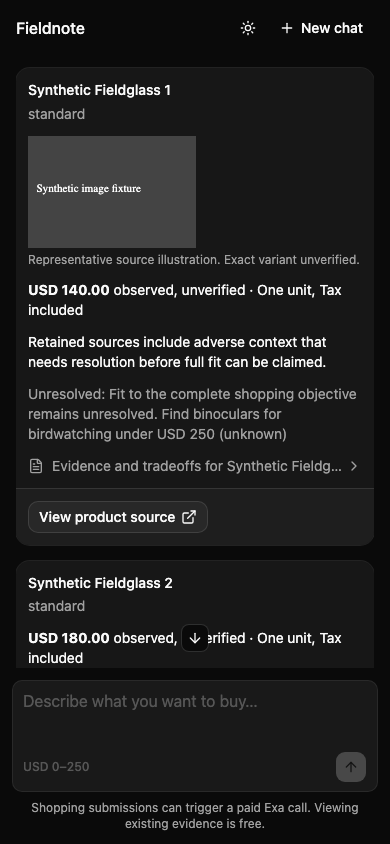 Fieldnote
New chat
Synthetic Fieldglass 1
standard
Synthetic image fixture
Representative source illustration. Exact variant unverified.
USD 140.00 observed, unverified · One unit, Tax
included
Retained sources include adverse context that
needs resolution before full fit can be claimed.
Unresolved: Fit to the complete shopping objective
remains unresolved. Find binoculars for
birdwatching under USD 250 (unknown)
Evidence and tradeoffs for Synthetic Fieldg...
View product source
Synthetic Fieldglass 2
standard
USD 180.00 observed, · One unit, Tax
included
Describe what you want to buy...
USD 0–250
Shopping submissions can trigger a paid Exa call. Viewing
existing evidence is free.